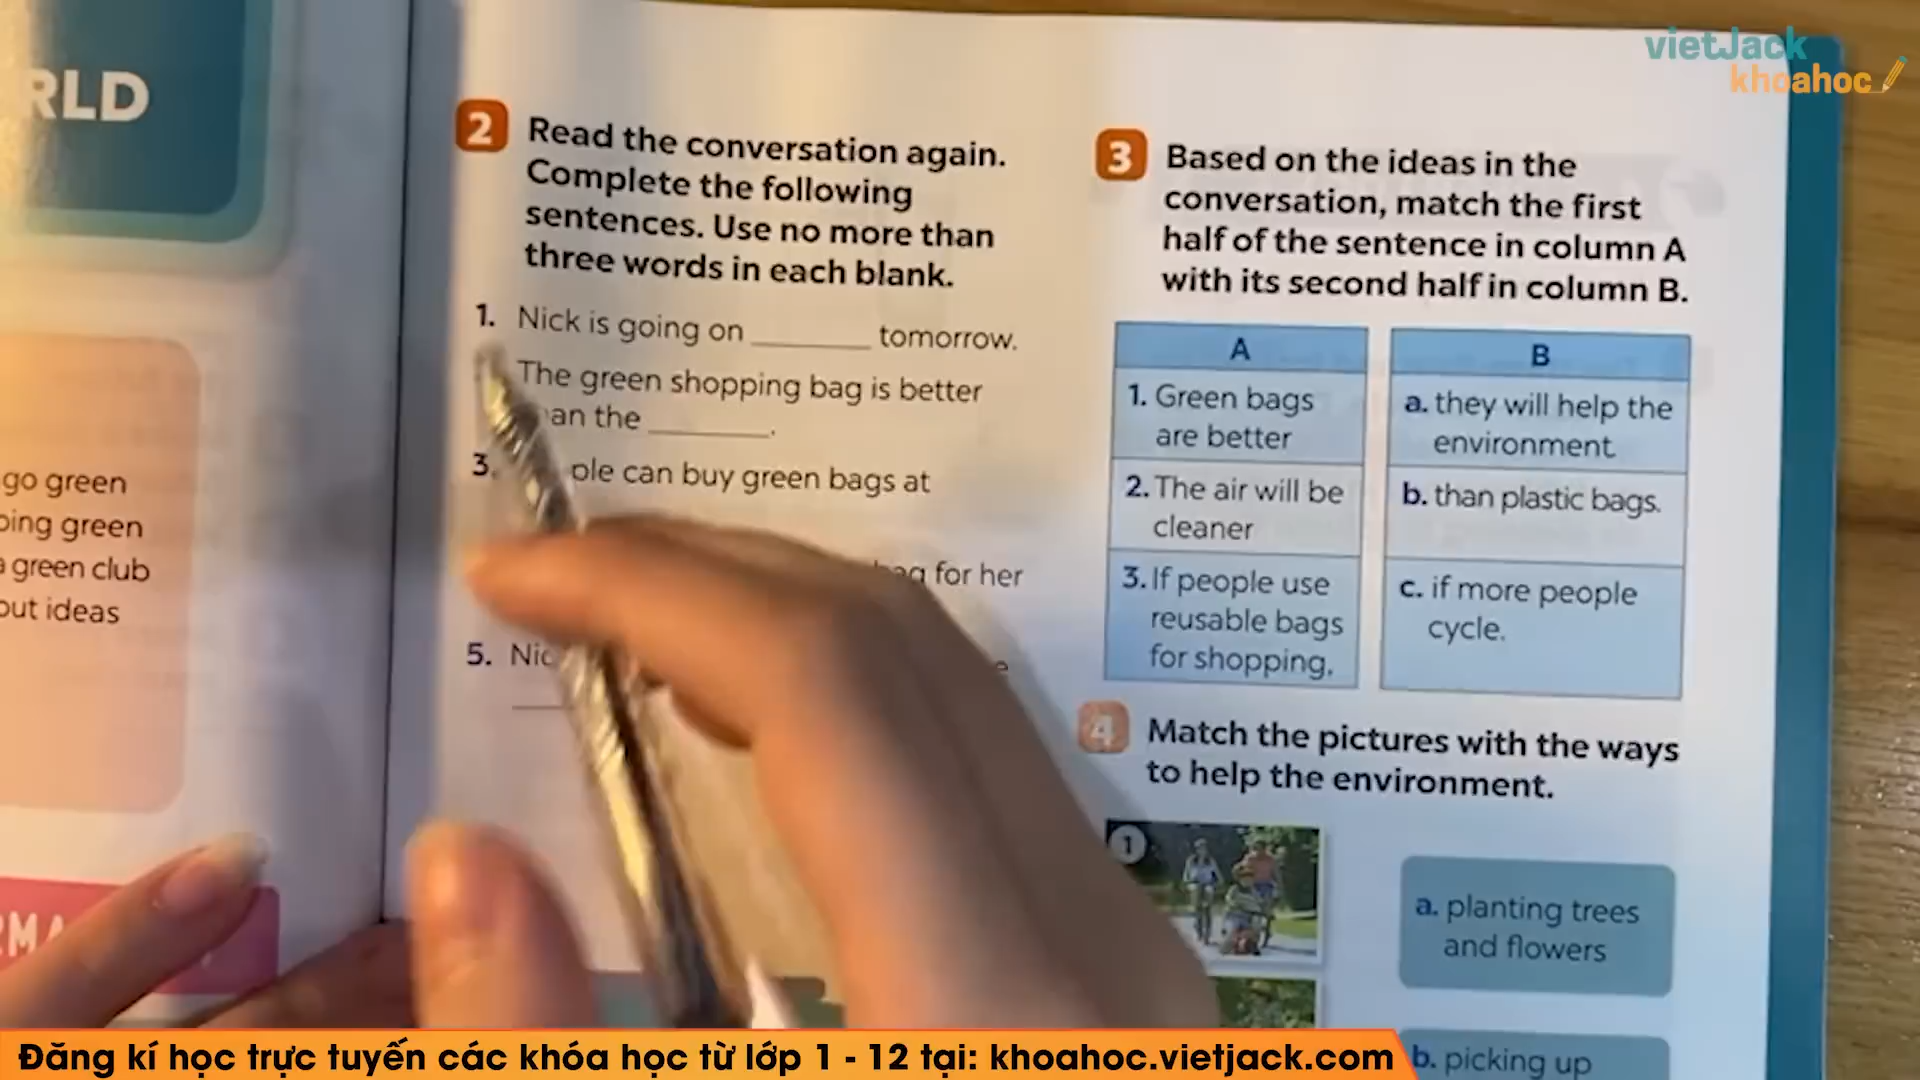 RLD
go green
green
green club
out ideas
2 Read the conversation again.
Complete the following
sentences. Use no more than
three words in each blank.
1. Nick is going on ________ tomorrow.
The green shopping bag is better
the ________.
3. can buy green bags at
for her
5.
3 Based on the ideas in the
conversation, match the first
half of the sentence in column A
with its second half in column B.
A
1. Green bags
are better
2. The air will be
cleaner
3. If people use
reusable bags
for shopping,
B
a. they will help the
environment.
b. than plastic bags.
c. if more people
cycle.
4 Match the pictures with the ways
to help the environment.
1
a. planting trees
and flowers
b. picking up
vietJack
khoahoc
Đăng kí học trực tuyến các khóa học từ lớp 1 - 12 tại: khoahoc.vietjack.com